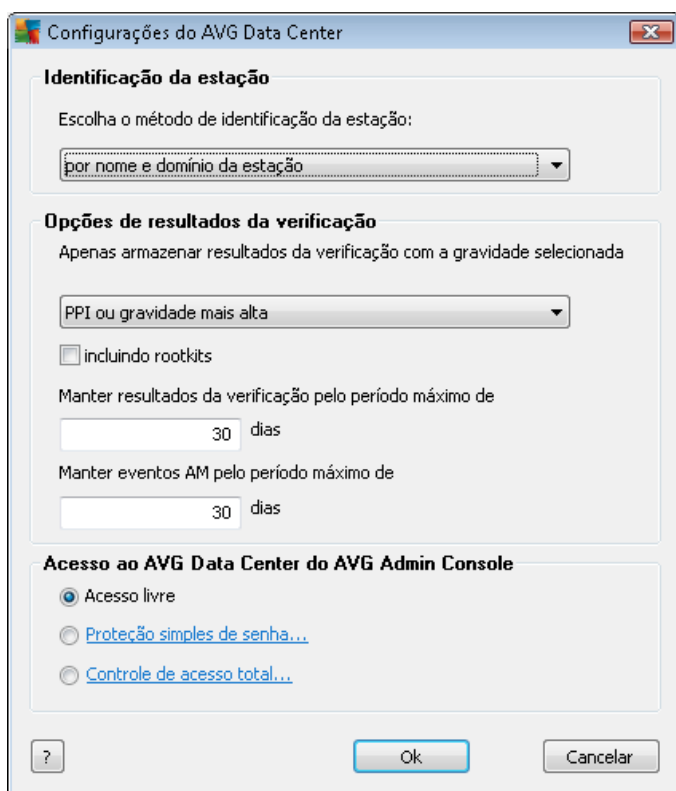 Configurações do AVG Data Center
Identificação da estação
Escolha o método de identificação da estação:
por nome e domínio da estação
Opções de resultados da verificação
Apenas armazenar resultados da verificação com a gravidade selecionada
PPI ou gravidade mais alta
incluindo rootkits
Manter resultados da verificação pelo período máximo de
30 dias
Manter eventos AM pelo período máximo de
30 dias
Acesso ao AVG Data Center do AVG Admin Console
Acesso livre
Proteção simples de senha...
Controle de acesso total...
? Ok Cancelar